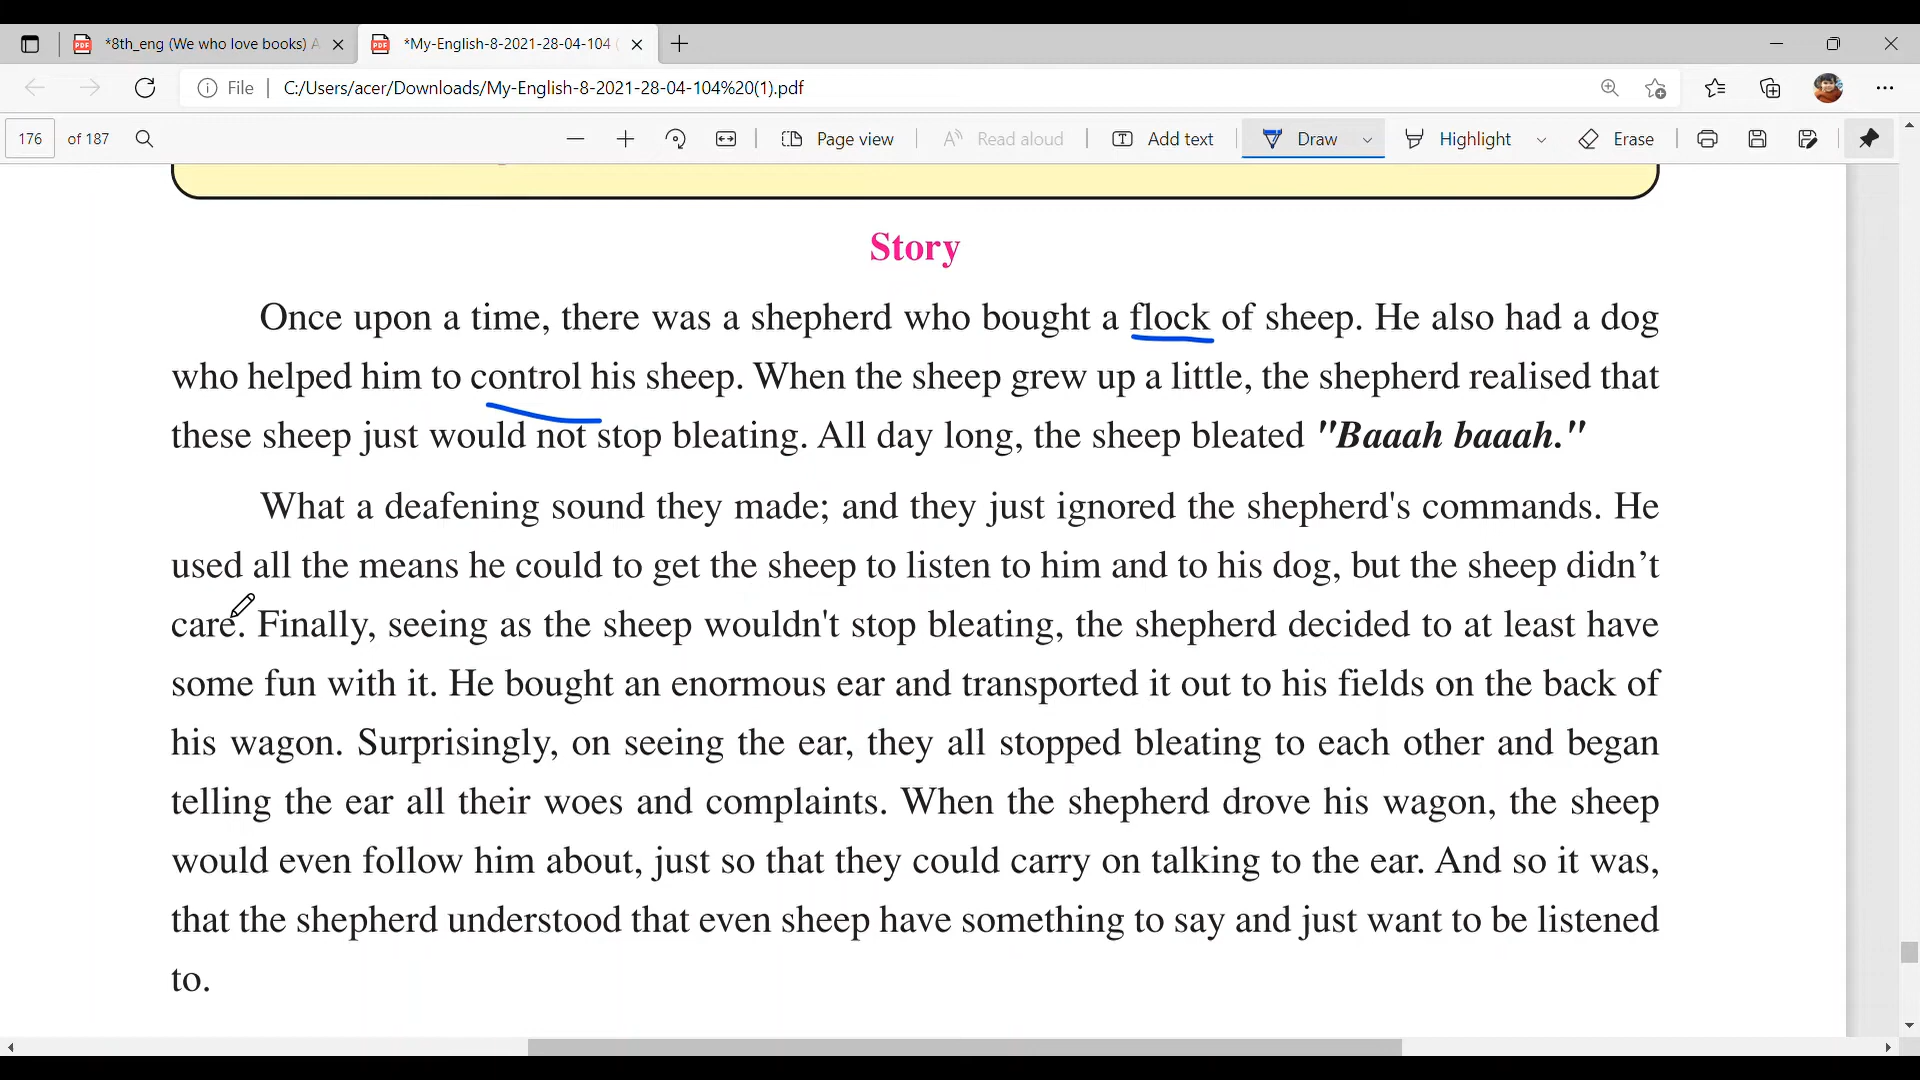 *8th_eng (We who love books) A
*My-English-8-2021-28-04-104 (
File
C:/Users/acer/Downloads/My-English-8-2021-28-04-104%20(1).pdf
176 of 187
Page view
Read aloud
Add text
Draw
Highlight
Erase
Story
Once upon a time, there was a shepherd who bought a flock of sheep. He also had a dog
who helped him to control his sheep. When the sheep grew up a little, the shepherd realised that
these sheep just would not stop bleating. All day long, the sheep bleated "Baaah baaah."
What a deafening sound they made; and they just ignored the shepherd's commands. He
used all the means he could to get the sheep to listen to him and to his dog, but the sheep didn’t
care. Finally, seeing as the sheep wouldn't stop bleating, the shepherd decided to at least have
some fun with it. He bought an enormous ear and transported it out to his fields on the back of
his wagon. Surprisingly, on seeing the ear, they all stopped bleating to each other and began
telling the ear all their woes and complaints. When the shepherd drove his wagon, the sheep
would even follow him about, just so that they could carry on talking to the ear. And so it was,
that the shepherd understood that even sheep have something to say and just want to be listened
to.